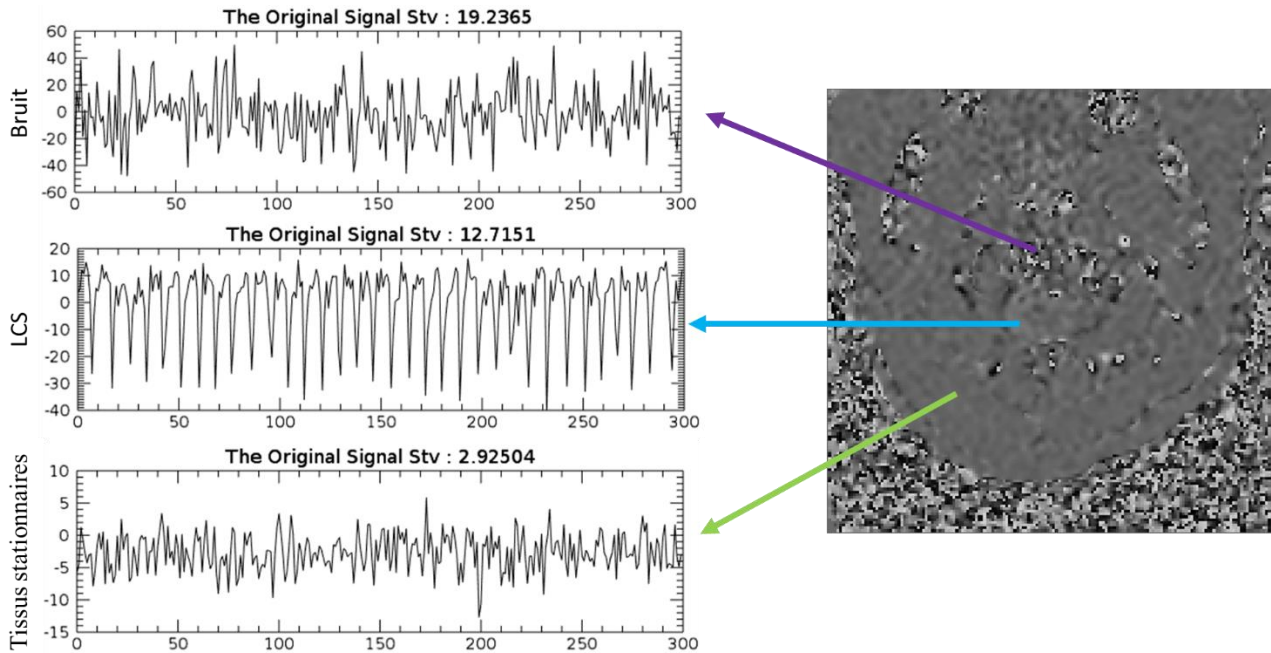 The Original Signal Stv : 19.2365
Bruit
60
40
20
0
-20
-40
-60
0 50 100 150 200 250 300
The Original Signal Stv : 12.7151
LCS
20
10
0
-10
-20
-30
-40
0 50 100 150 200 250 300
The Original Signal Stv : 2.92504
Tissus stationnaires
10
5
0
-5
-10
-15
0 50 100 150 200 250 300